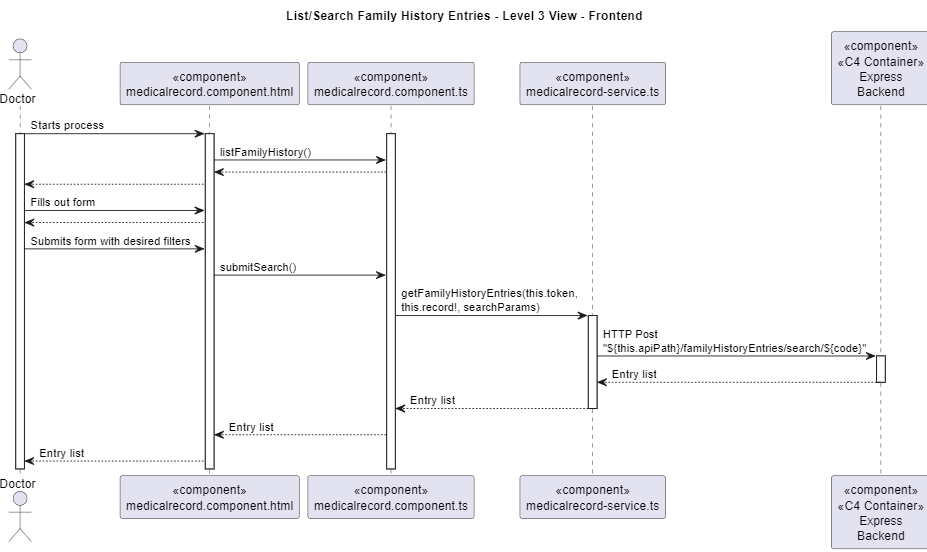 List/Search Family History Entries - Level 3 View - Frontend
Doctor
«component»
medicalrecord.component.html
«component»
medicalrecord.component.ts
«component»
medicalrecord-service.ts
«component»
«C4 Container»
Express
Backend
Starts process
listFamilyHistory()
Fills out form
Submits form with desired filters
submitSearch()
getFamilyHistoryEntries(this.token,
this.record!, searchParams)
HTTP Post
"${this.apiPath}/familyHistoryEntries/search/${code}"
Entry list
Entry list
Entry list
Entry list
Doctor
«component»
medicalrecord.component.html
«component»
medicalrecord.component.ts
«component»
medicalrecord-service.ts
«component»
«C4 Container»
Express
Backend